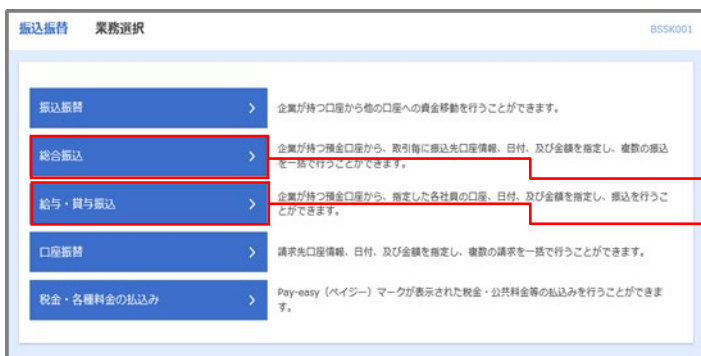 振込振替 業務選択 BSSK001
振込振替 企業が持つ口座から他の口座への資金移動を行うことができます。
総合振込 企業が持つ預金口座から、取引毎に振込先口座情報、日付、及び金額を指定し、複数の振込
を一括で行うことができます。
給与・賞与振込 企業が持つ預金口座から、指定した各社員の口座、日付、及び金額を指定し、振込を行うこ
とができます。
口座振替 請求先口座情報、日付、及び金額を指定し、複数の請求を一括で行うことができます。
税金・各種料金の払込み Pay-easy（ペイジー）マークが表示された税金・公共料金等の払込みを行うことができま
す。